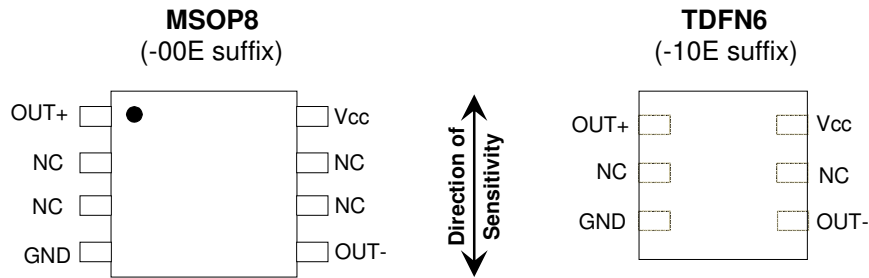 MSOP8
(-00E suffix)
OUT+
NC
NC
GND
Vcc
NC
NC
OUT-
Direction of
Sensitivity
TDFN6
(-10E suffix)
OUT+
NC
GND
Vcc
NC
OUT-